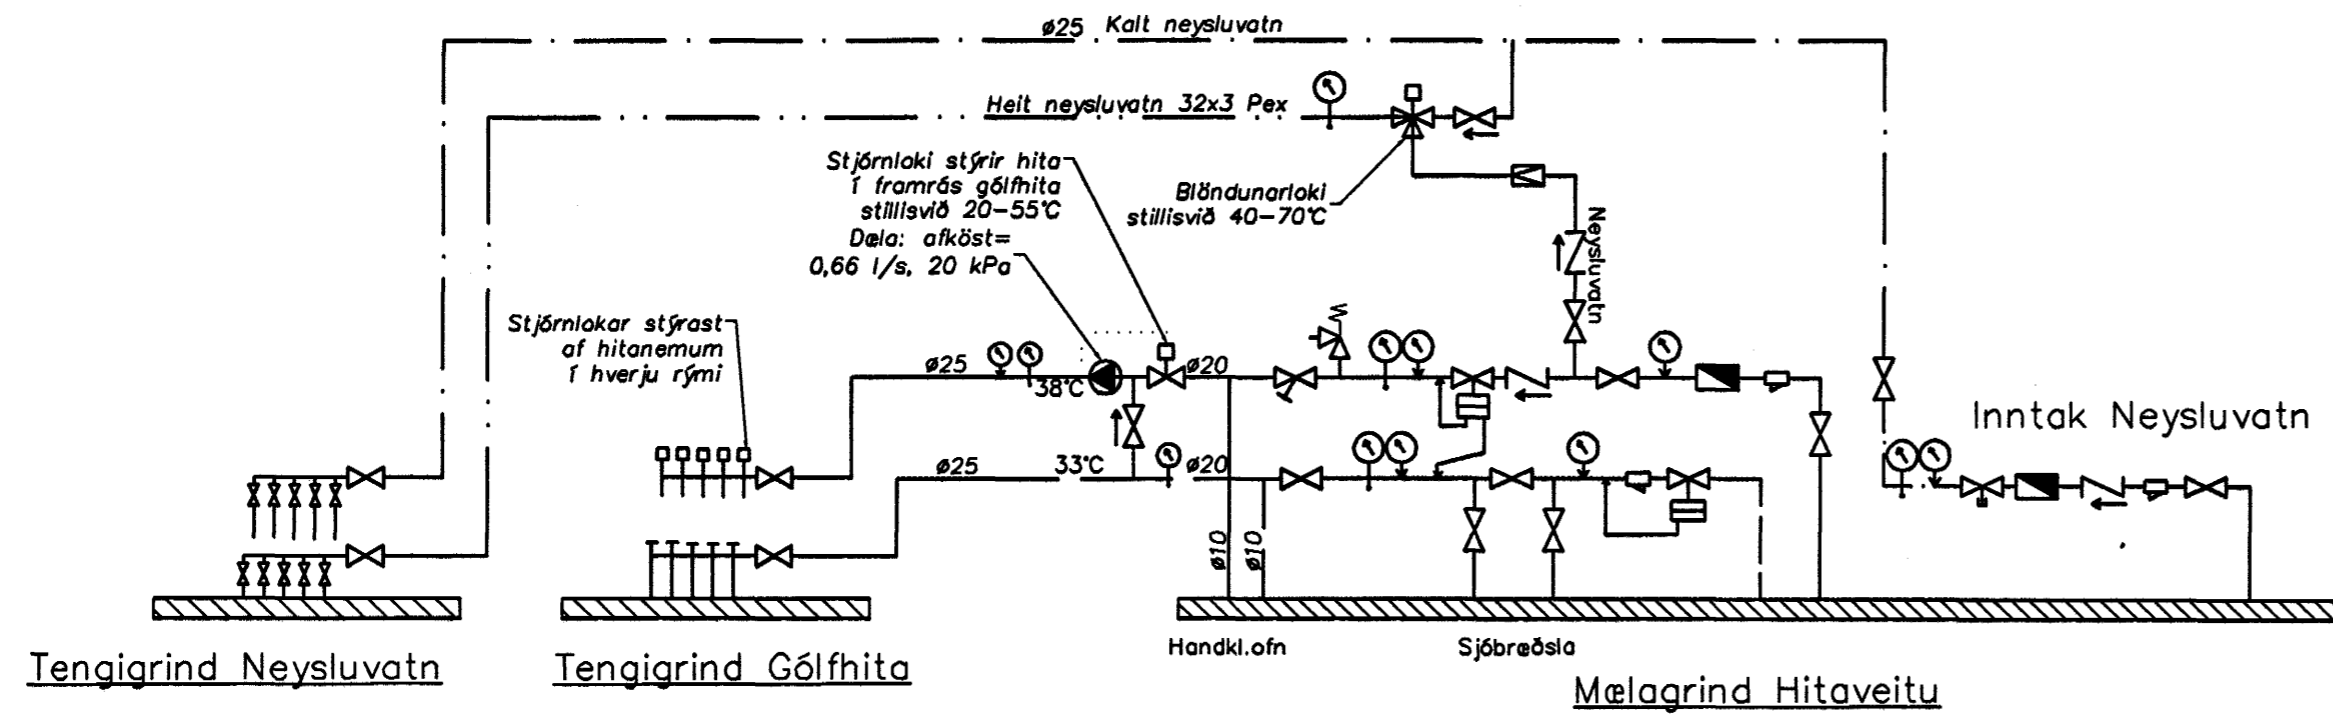 ø25 Kalt neysluvatn
Heit neysluvatn 32x3 Pex
Stjórnloki stýrir hita
í framrás gólfhita
stillisvið 20-55°C
Dæla: afköst=
0,66 l/s, 20 kPa
Blöndunarloki
stillisvið 40-70°C
Neysluvatn
Stjórnlokar stýrast
af hitanemum
í hverju rými
ø25
38°C
ø20
ø25
33°C
ø20
ø10
ø10
Inntak Neysluvatn
Handkl.ofn
Sjóbræðsla
Tengigrind Neysluvatn
Tengigrind Gólfhita
Mælagrind Hitaveitu